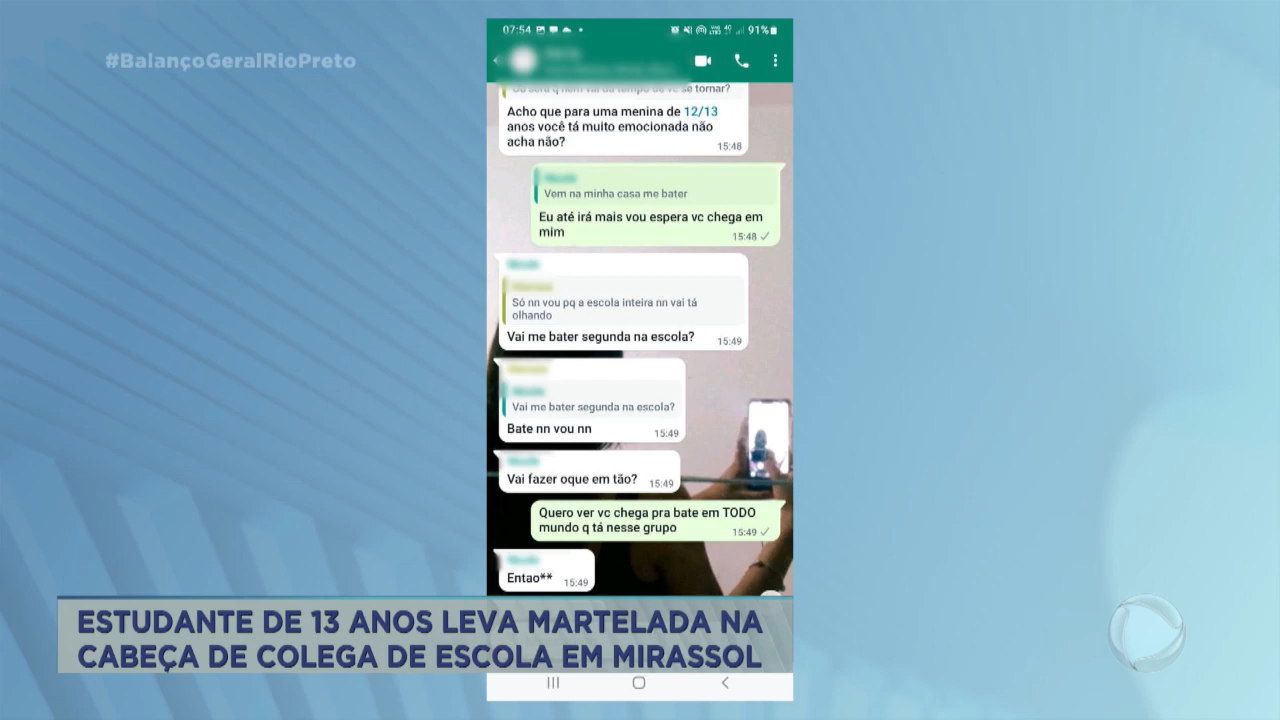 07:54
91%
#BalançoGeralRioPreto
Acho que para uma menina de 12/13
anos você tá muito emocionada não
acha não?
15:48
Vem na minha casa me bater
Eu até irá mais vou espera vc chega em
mim
15:48
Só nn vou pq a escola inteira nn vai tá
olhando
Vai me bater segunda na escola?
15:49
Vai me bater segunda na escola?
Bate nn vou nn
15:49
Vai fazer oque em tão?
15:49
Quero ver vc chega pra bate em TODO
mundo q tá nesse grupo
15:49
Entao**
15:49
ESTUDANTE DE 13 ANOS LEVA MARTELADA NA
CABEÇA DE COLEGA DE ESCOLA EM MIRASSOL